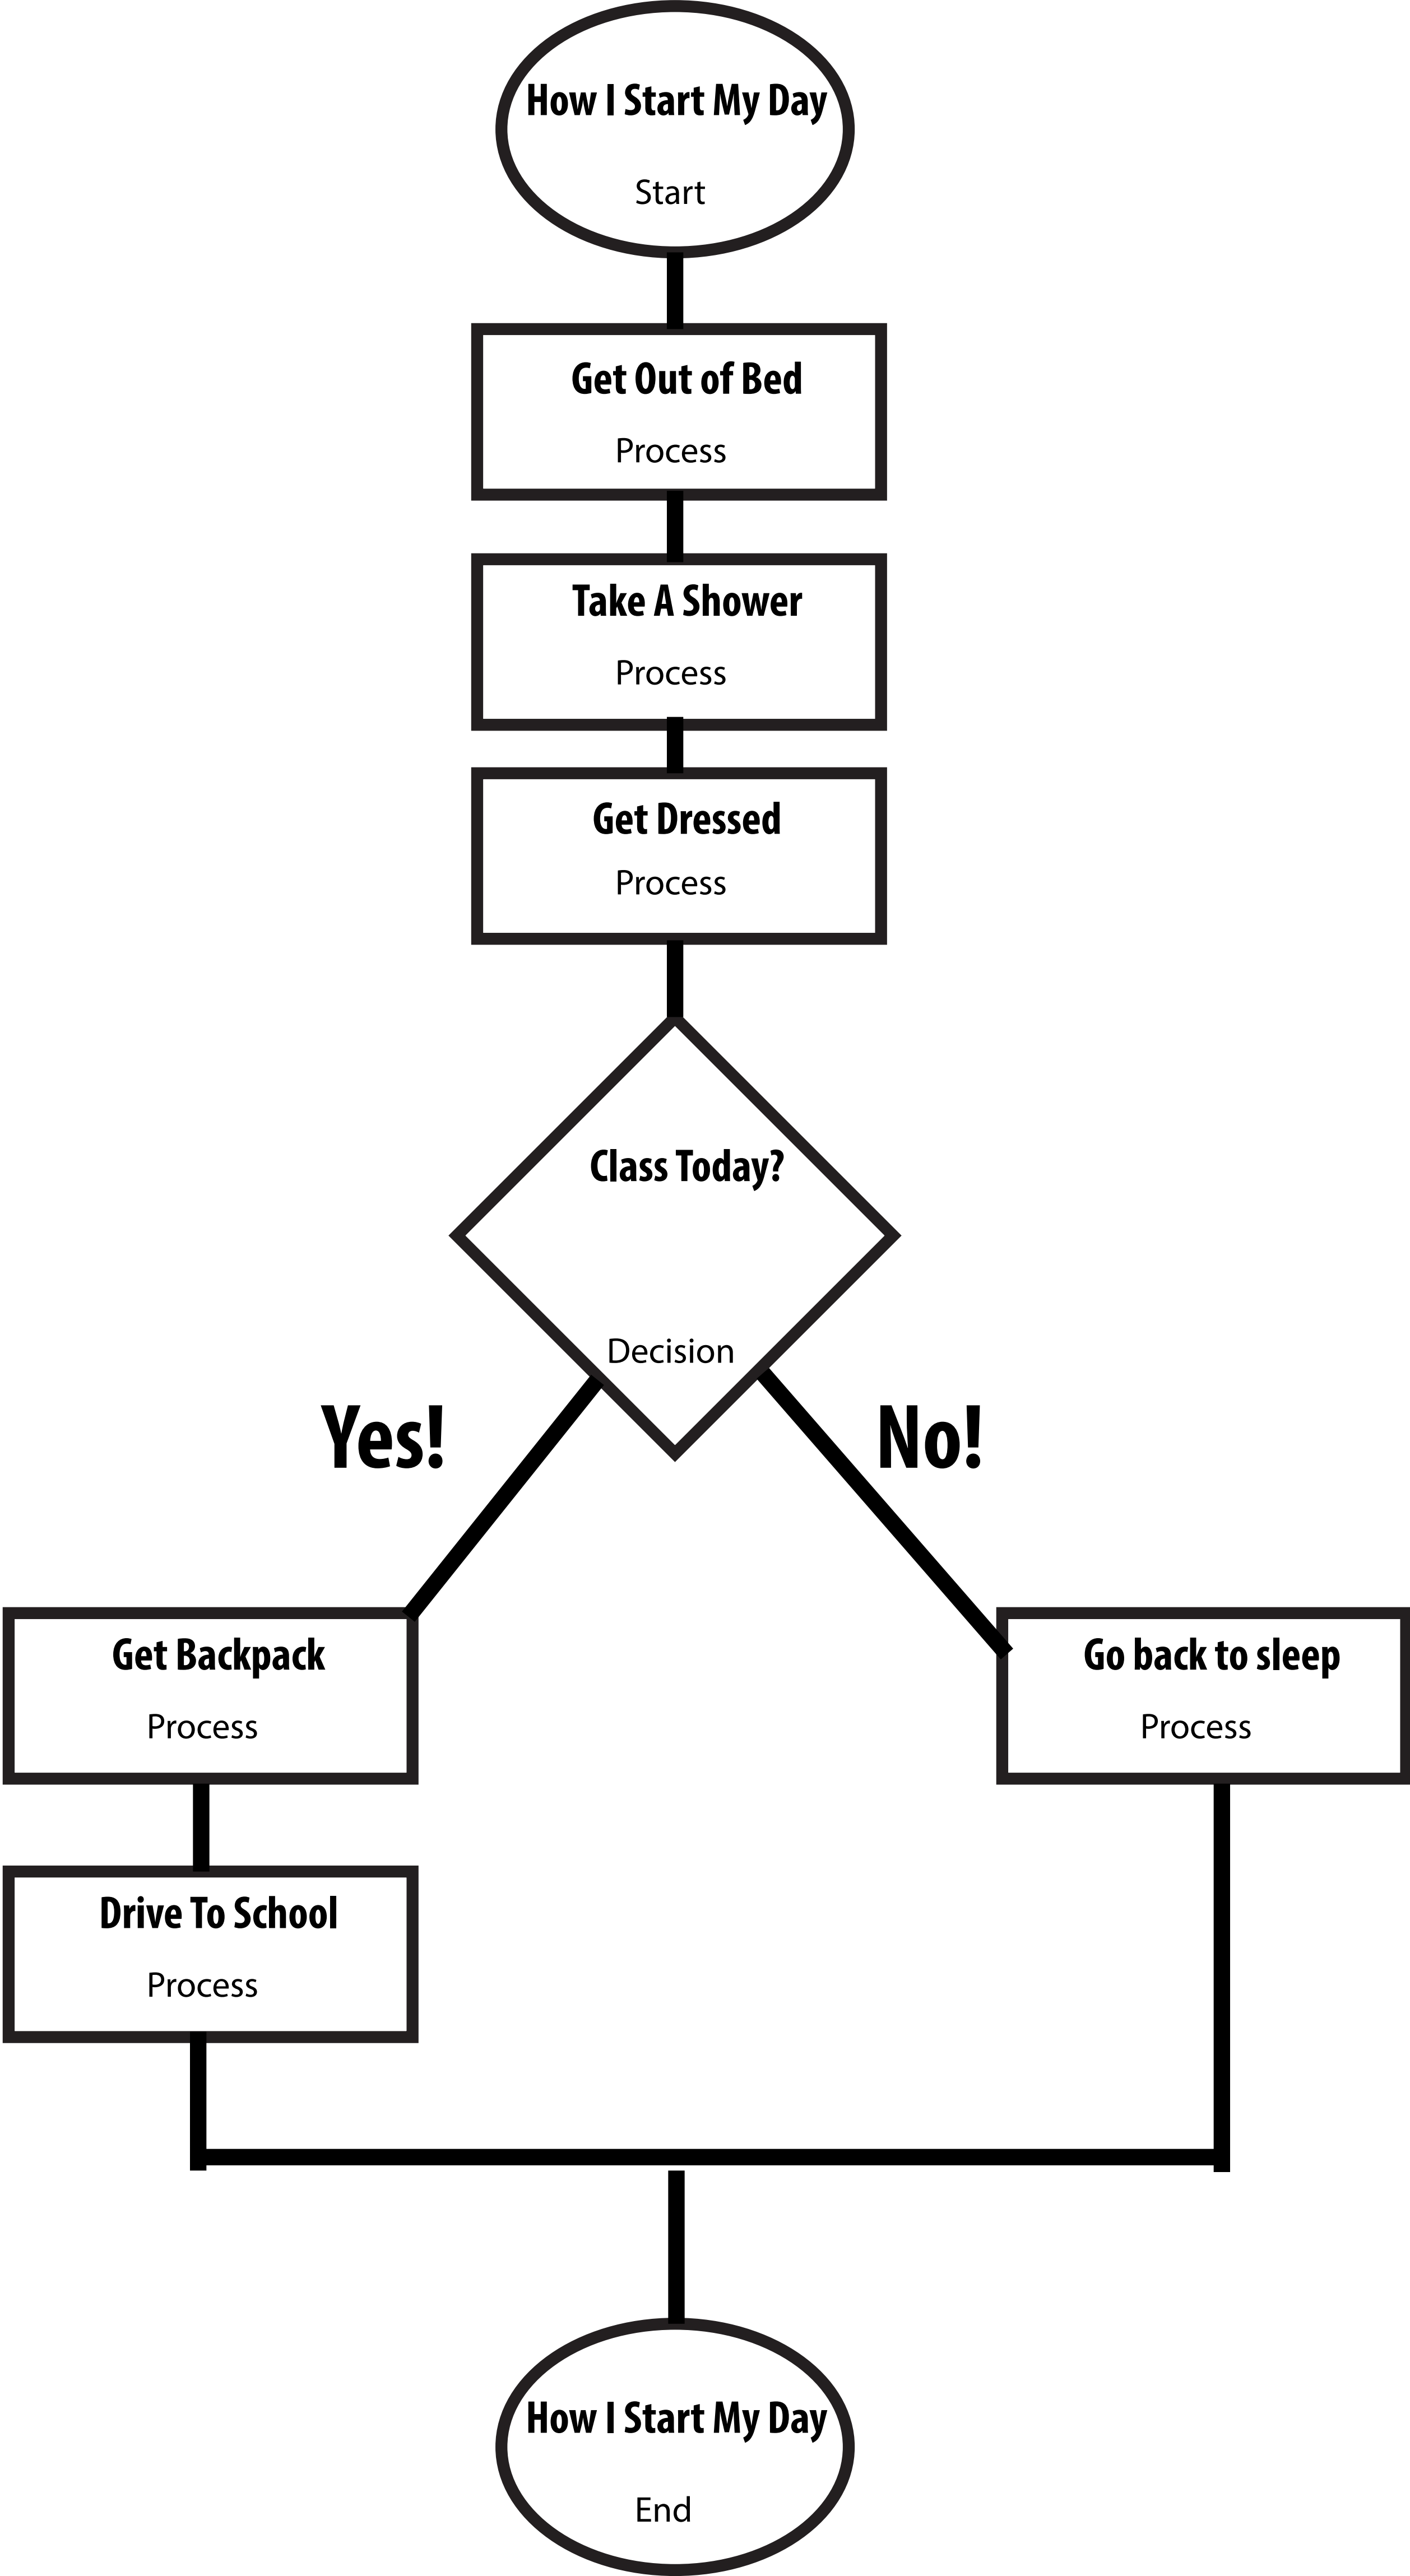 How I Start My Day
Start
Get Out of Bed
Process
Take A Shower
Process
Get Dressed
Process
Class Today?
Decision
Yes!
No!
Get Backpack
Process
Go back to sleep
Process
Drive To School
Process
How I Start My Day
End